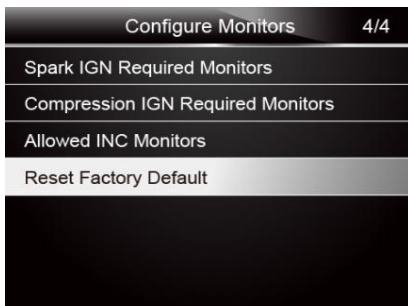 Configure Monitors 4/4
Spark IGN Required Monitors
Compression IGN Required Monitors
Allowed INC Monitors
Reset Factory Default